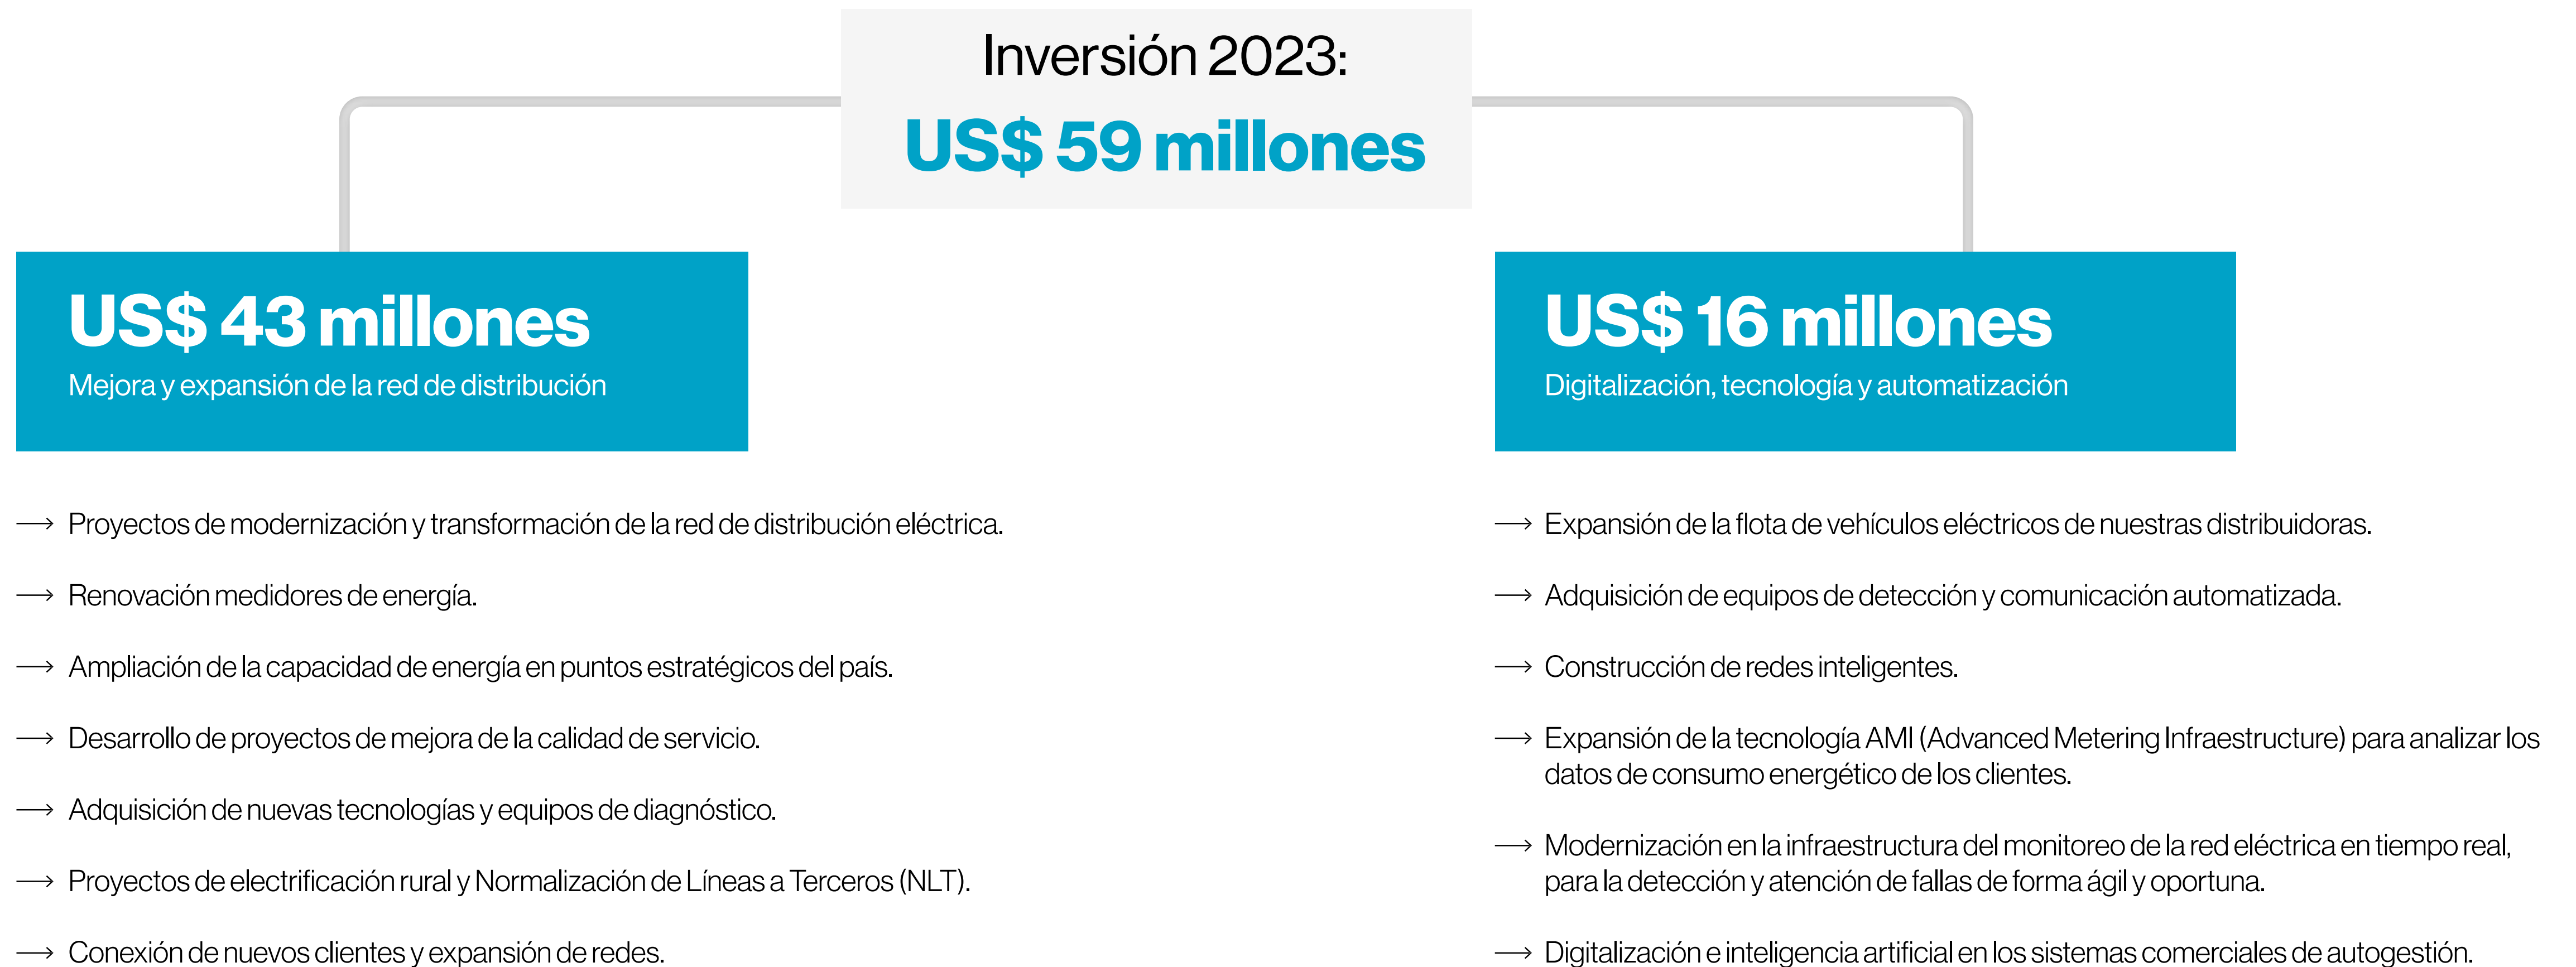 Inversión 2023:
US$ 59 millones
US$ 43 millones
Mejora y expansión de la red de distribución
→ Proyectos de modernización y transformación de la red de distribución eléctrica.
→ Renovación medidores de energía.
→ Ampliación de la capacidad de energía en puntos estratégicos del país.
→ Desarrollo de proyectos de mejora de la calidad de servicio.
→ Adquisición de nuevas tecnologías y equipos de diagnóstico.
→ Proyectos de electrificación rural y Normalización de Líneas a Terceros (NLT).
→ Conexión de nuevos clientes y expansión de redes.
US$ 16 millones
Digitalización, tecnología y automatización
→ Expansión de la flota de vehículos eléctricos de nuestras distribuidoras.
→ Adquisición de equipos de detección y comunicación automatizada.
→ Construcción de redes inteligentes.
→ Expansión de la tecnología AMI (Advanced Metering Infraestructure) para analizar los
datos de consumo energético de los clientes.
→ Modernización en la infraestructura del monitoreo de la red eléctrica en tiempo real,
para la detección y atención de fallas de forma ágil y oportuna.
→ Digitalización e inteligencia artificial en los sistemas comerciales de autogestión.